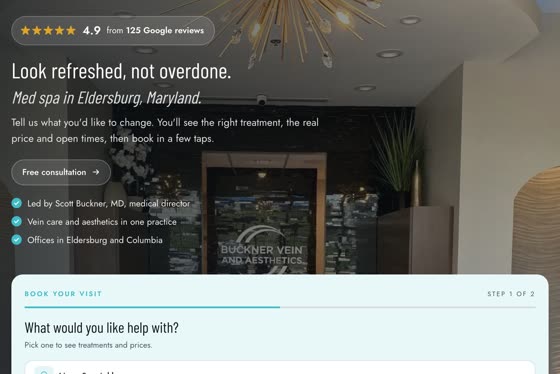 4.9 from 125 Google reviews
Look refreshed, not overdone.
Med spa in Eldersburg, Maryland.
Tell us what you'd like to change. You'll see the right treatment, the real
price and open times, then book in a few taps.
Free consultation →
Led by Scott Buckner, MD, medical director
Vein care and aesthetics in one practice
Offices in Eldersburg and Columbia
BUCKNER VEIN
AND AESTHETICS
BOOK YOUR VISIT
STEP 1 OF 2
What would you like help with?
Pick one to see treatments and prices.